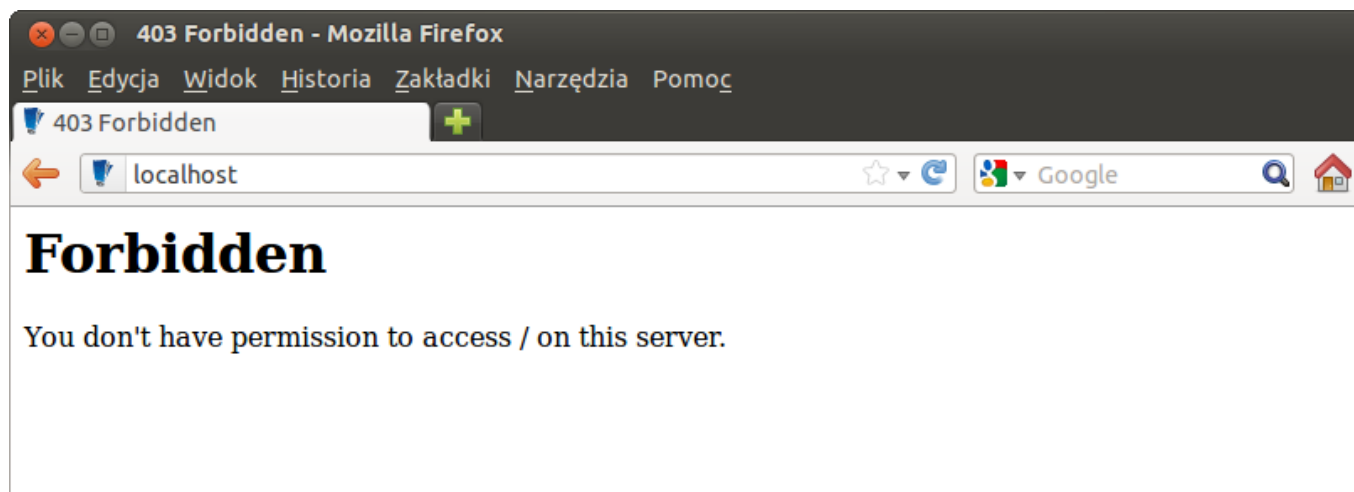 403 Forbidden - Mozilla Firefox
Plik Edycja Widok Historia Zakładki Narzędzia Pomoc
403 Forbidden
localhost Google
Forbidden
You don't have permission to access / on this server.